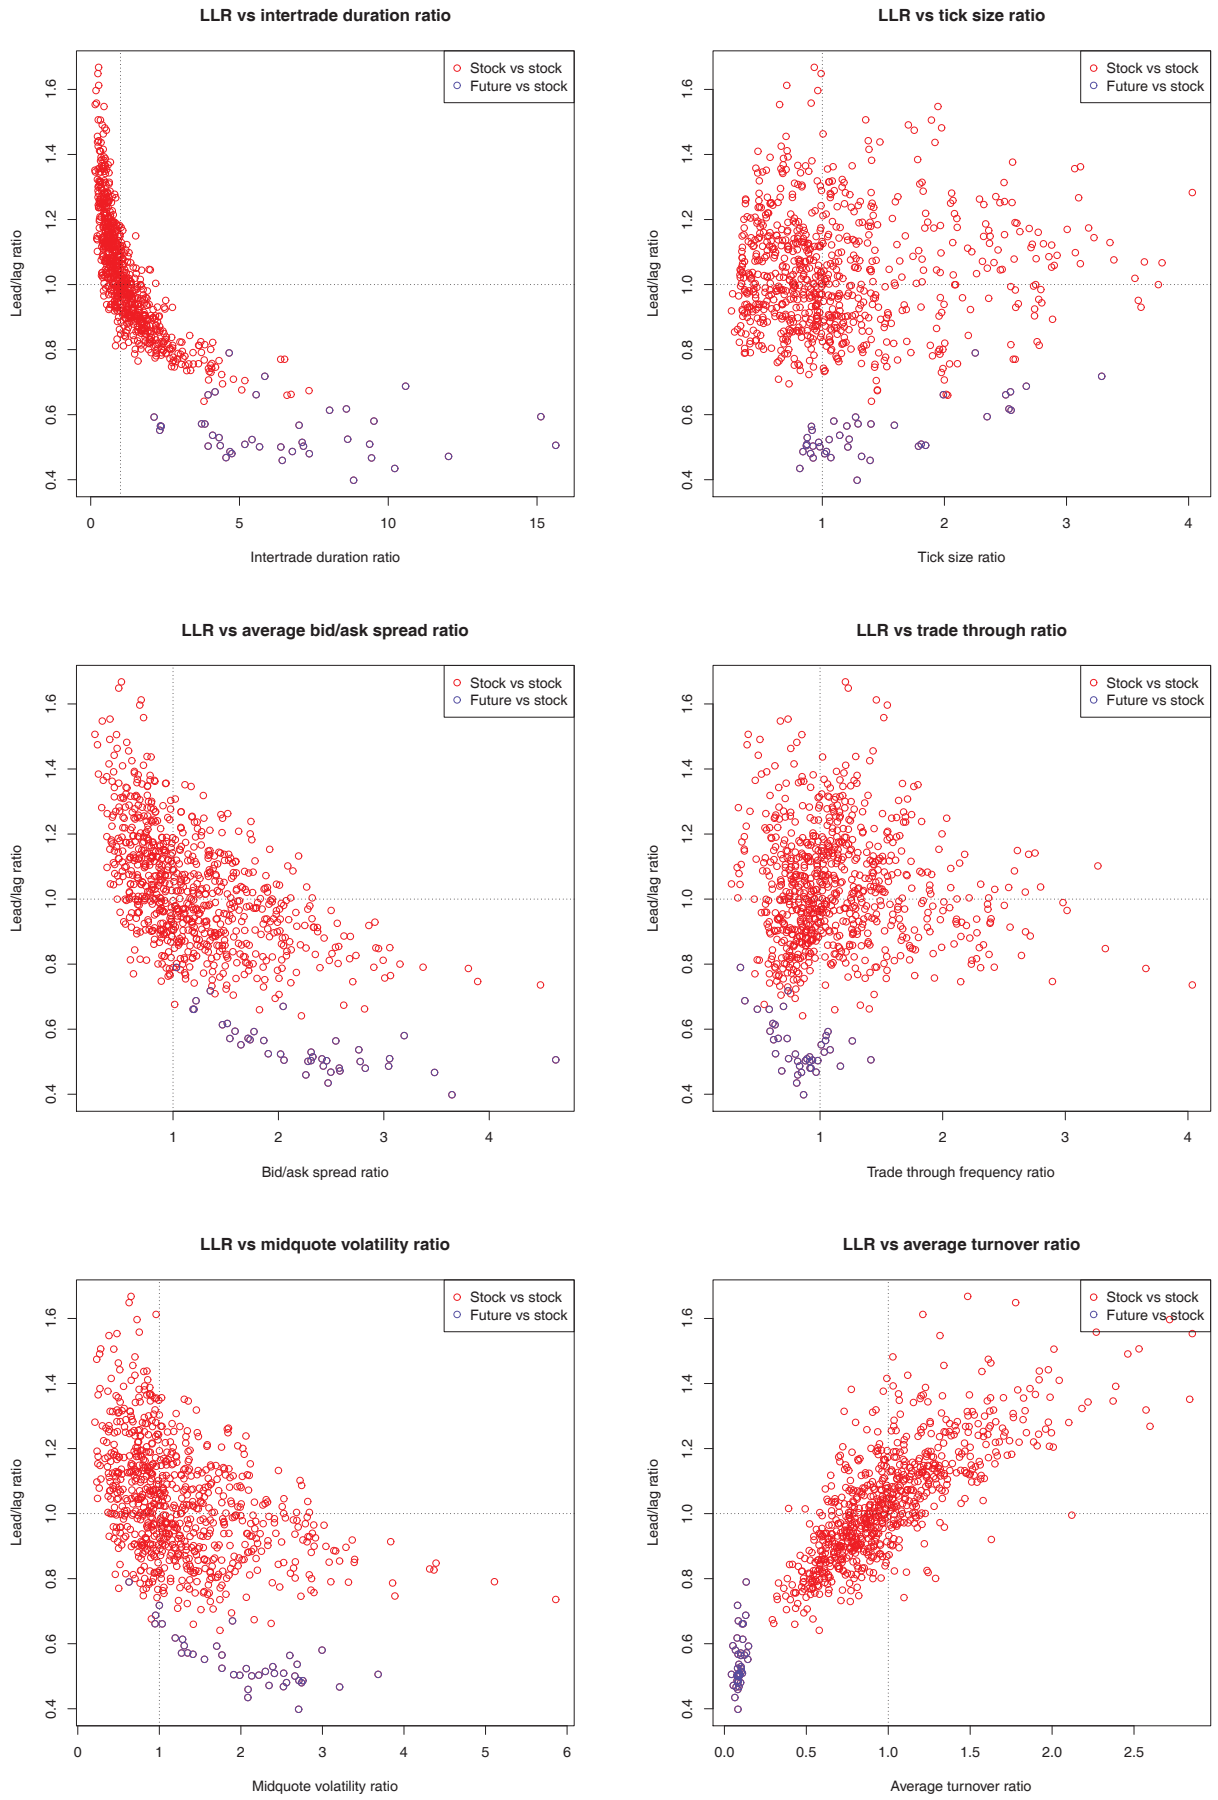 LLR vs intertrade duration ratio
Stock vs stock
Future vs stock
0.4 0.6 0.8 1.0 1.2 1.4 1.6
Lead/lag ratio
0 5 10 15
Intertrade duration ratio
LLR vs tick size ratio
Stock vs stock
Future vs stock
0.4 0.6 0.8 1.0 1.2 1.4 1.6
Lead/lag ratio
1 2 3 4
Tick size ratio
LLR vs average bid/ask spread ratio
Stock vs stock
Future vs stock
0.4 0.6 0.8 1.0 1.2 1.4 1.6
Lead/lag ratio
1 2 3 4
Bid/ask spread ratio
LLR vs trade through ratio
Stock vs stock
Future vs stock
0.4 0.6 0.8 1.0 1.2 1.4 1.6
Lead/lag ratio
1 2 3 4
Trade through frequency ratio
LLR vs midquote volatility ratio
Stock vs stock
Future vs stock
0.4 0.6 0.8 1.0 1.2 1.4 1.6
Lead/lag ratio
0 1 2 3 4 5 6
Midquote volatility ratio
LLR vs average turnover ratio
Stock vs stock
Future vs stock
0.4 0.6 0.8 1.0 1.2 1.4 1.6
Lead/lag ratio
0.0 0.5 1.0 1.5 2.0 2.5
Average turnover ratio